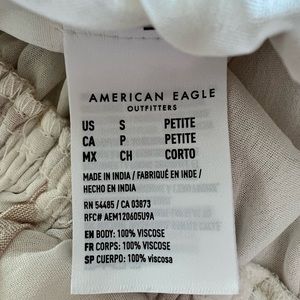 AMERICAN EAGLE
OUTFITTERS
US S PETITE
CA P PETITE
MX CH CORTO
MADE IN INDIA / FABRIQUÉ EN INDE /
HECHO EN INDIA
RN 54485 / CA 03873
RFC# AEM120605U9A
EN BODY: 100% VISCOSE
FR CORPS: 100% VISCOSE
SP CUERPO: 100% viscosa